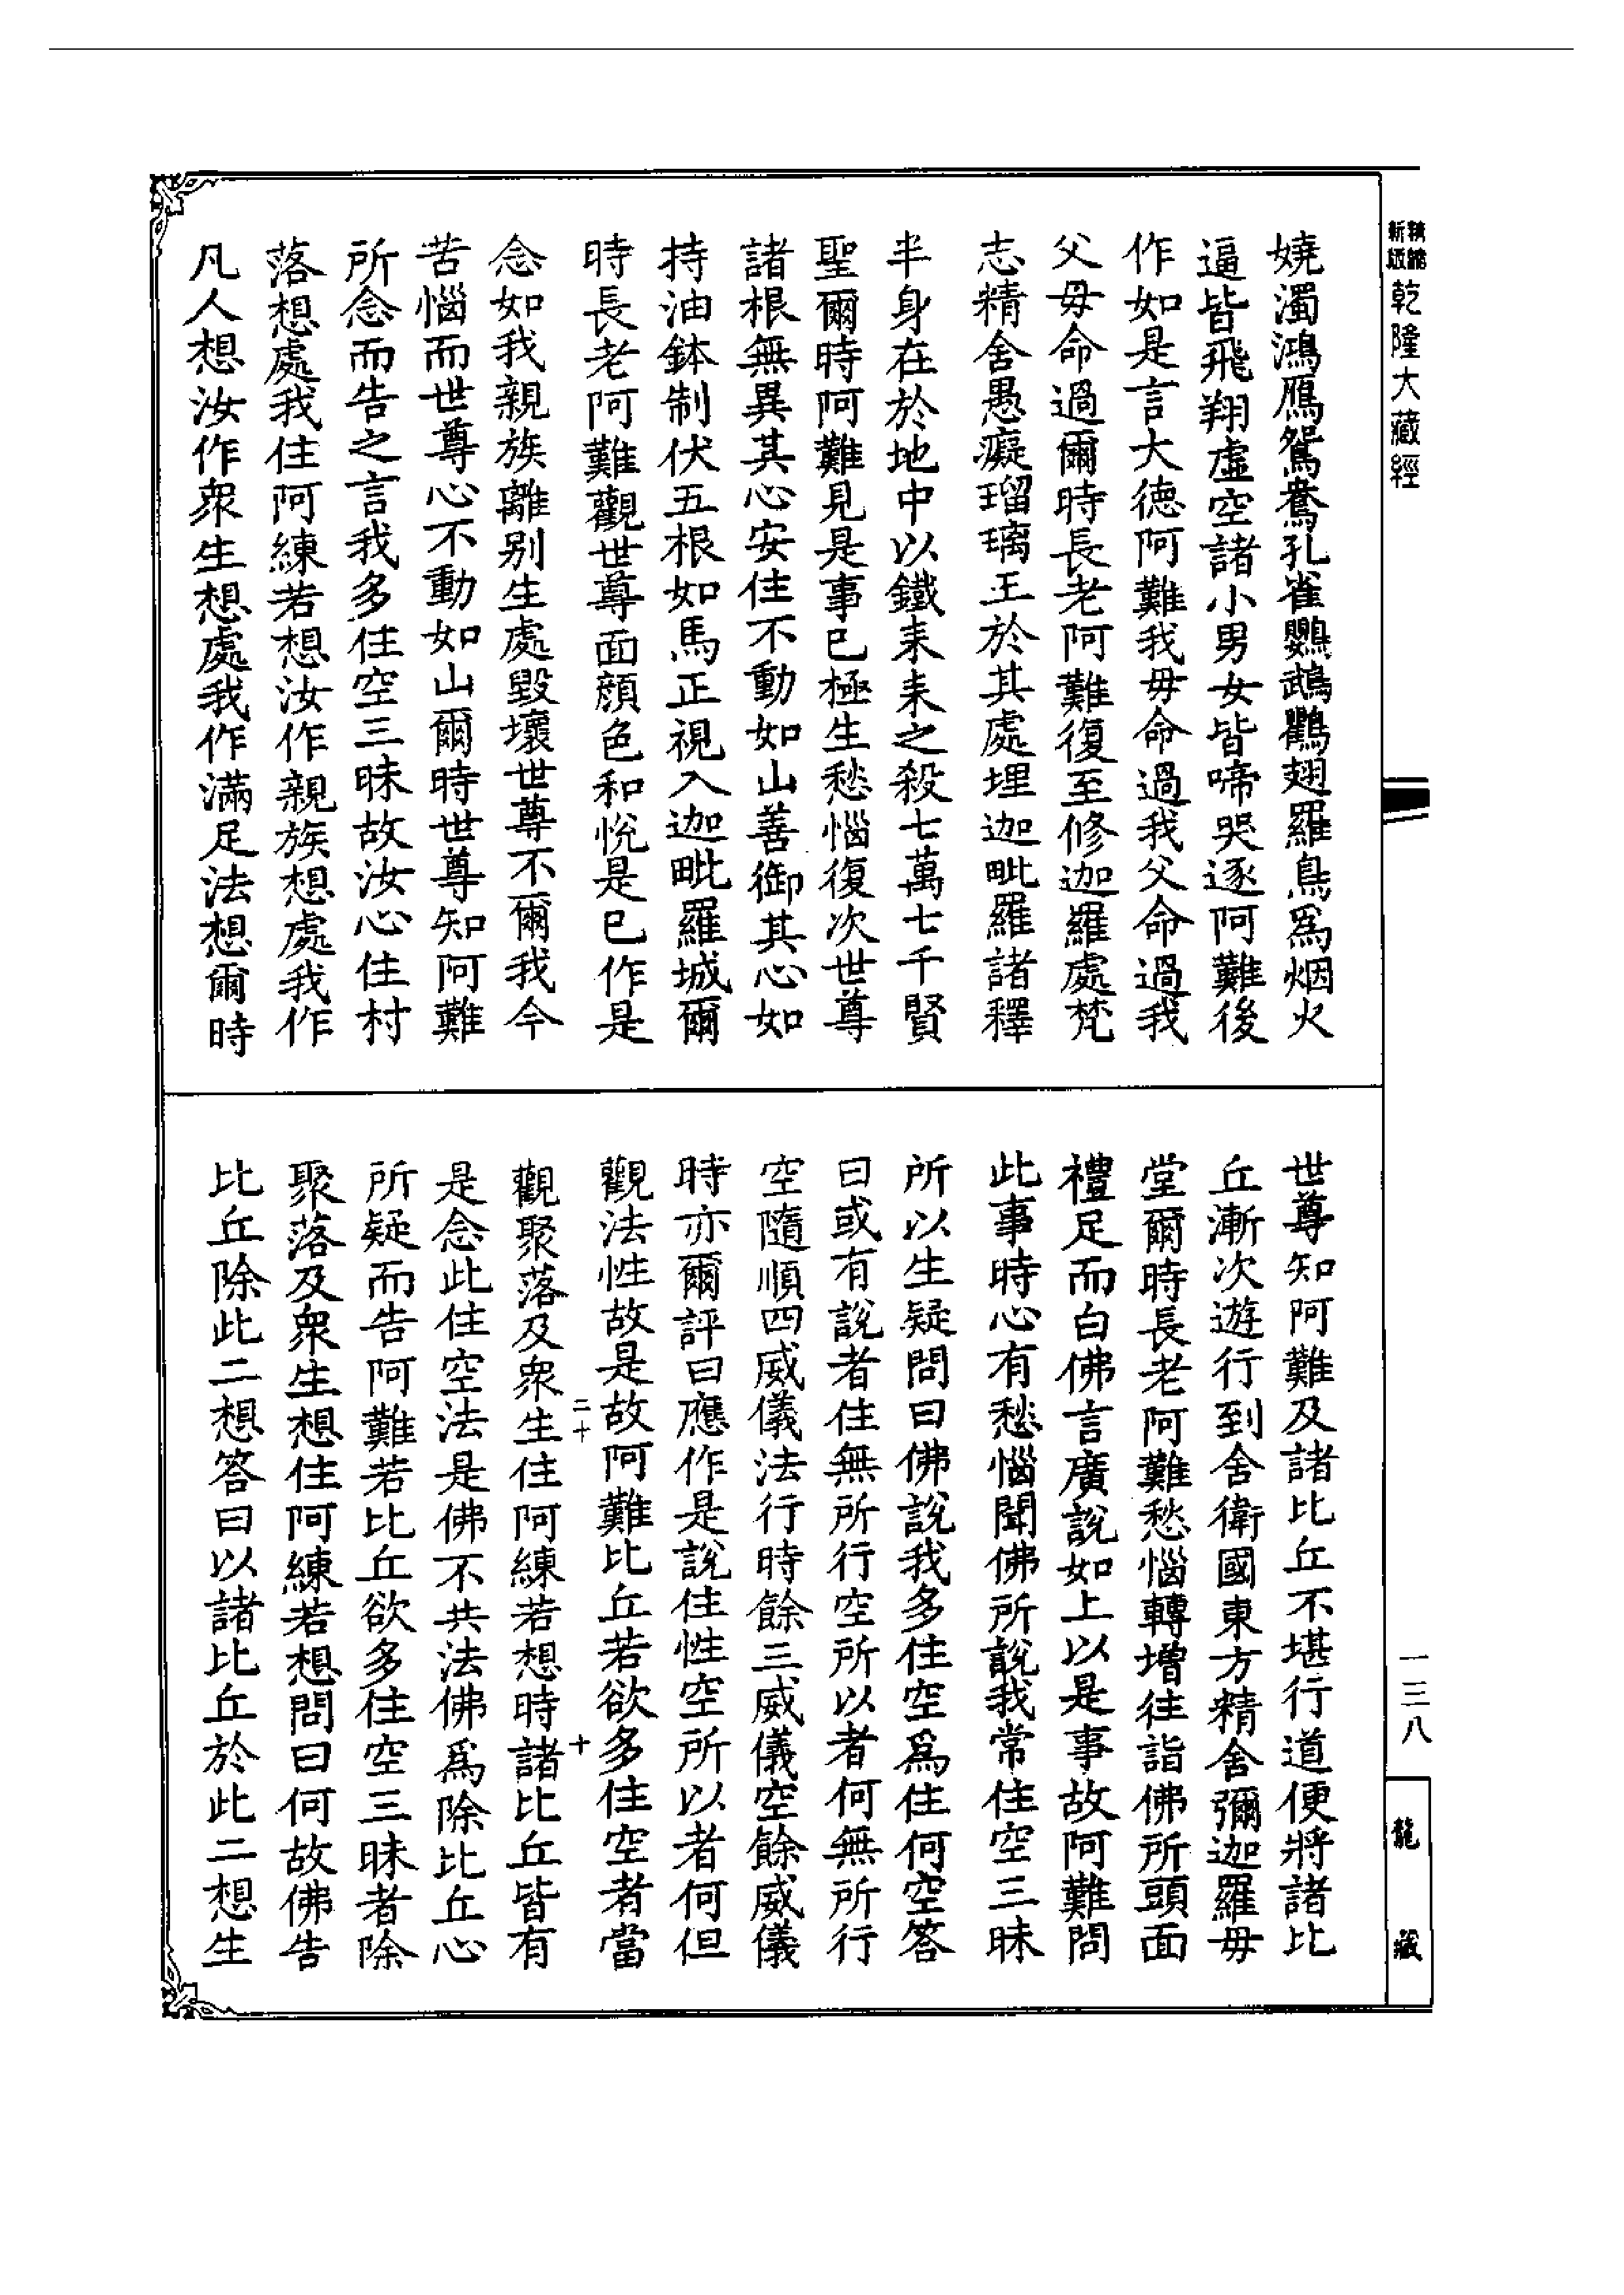 新版精縮乾隆大藏經
一三八
龍藏
娆濁鴻鴈鴛鴦孔雀鸚鵡鸜翅羅鳥爲烟火
逼皆飛翔虛空諸小男女皆啼哭逐阿難後
作如是言大德阿難我毋命過我父命過我
父毋命過爾時長老阿難復至修迦羅處梵
志精舍愚癡瑠璃王於其處埋迦毗羅諸釋
半身在於地中以鐵耒耒之殺七萬七千賢
聖爾時阿難見是事已極生愁惱復次世尊
諸根無異其心安住不動如山善御其心如
持油鉢制伏五根如馬正視入迦毗羅城爾
時長老阿難觀世尊面顔色和悅是已作是
念如我親族離别生處毀壞世尊不爾我今
苦惱而世尊心不動如山爾時世尊知阿難
所念而告之言我多住空三昧故汝心住村
落想處我住阿練若想汝作親族想處我作
凡人想汝作衆生想處我作滿足法想爾時
世尊知阿難及諸比丘不堪行道便將諸比
丘漸次遊行到舍衛國東方精舍彌迦羅毋
堂爾時長老阿難愁惱轉增往詣佛所頭面
禮足而白佛言廣說如上以是事故阿難問
此事時心有愁惱聞佛所說我常住空三昧
所以生疑問曰佛說我多住空爲住何空答
曰或有說者住無所行空所以者何無所行
空隨順四威儀法行時餘三威儀空餘威儀
時亦爾評曰應作是說住性空所以者何但
觀法性故是故阿難比丘若欲多住空者當
二十
十
觀聚落及衆生住阿練若想時諸比丘皆有
是念此住空法是佛不共法佛爲除比丘心
所疑而告阿難若比丘欲多住空三昧者除
聚落及衆生想住阿練若想問曰何故佛告
比丘除此二想答曰以諸比丘於此二想生